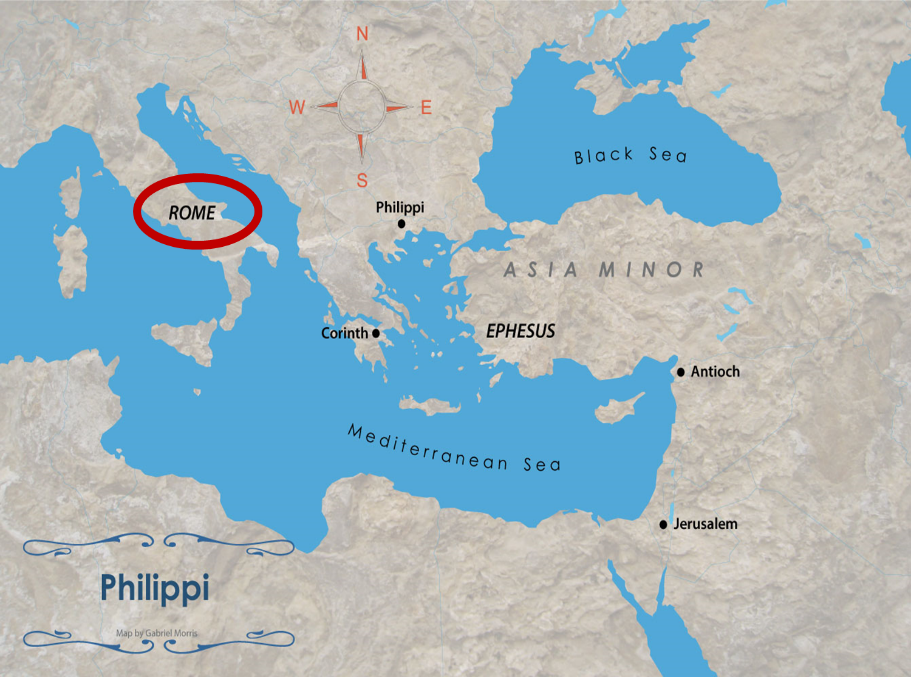 N
W
E
S
Black Sea
ROME
Philippi
ASIA MINOR
Corinth
EPHESUS
Antioch
Mediterranean Sea
Jerusalem
Philippi
Map by Gabriel Morris